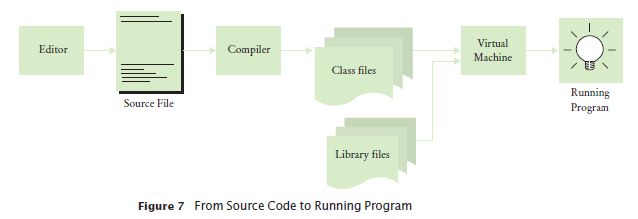 Editor
Source File
Compiler
Class files
Library files
Virtual
Machine
Running
Program
Figure 7 From Source Code to Running Program